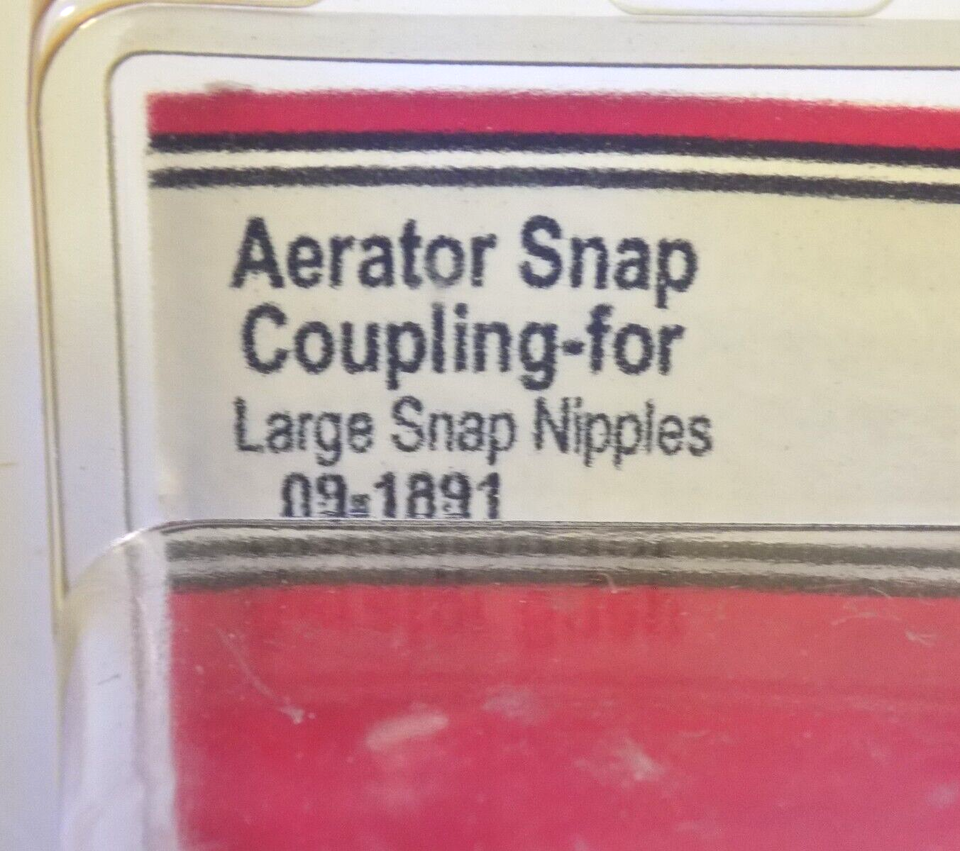 Aerator Snap
Coupling-for
Large Snap Nipples
09-1891